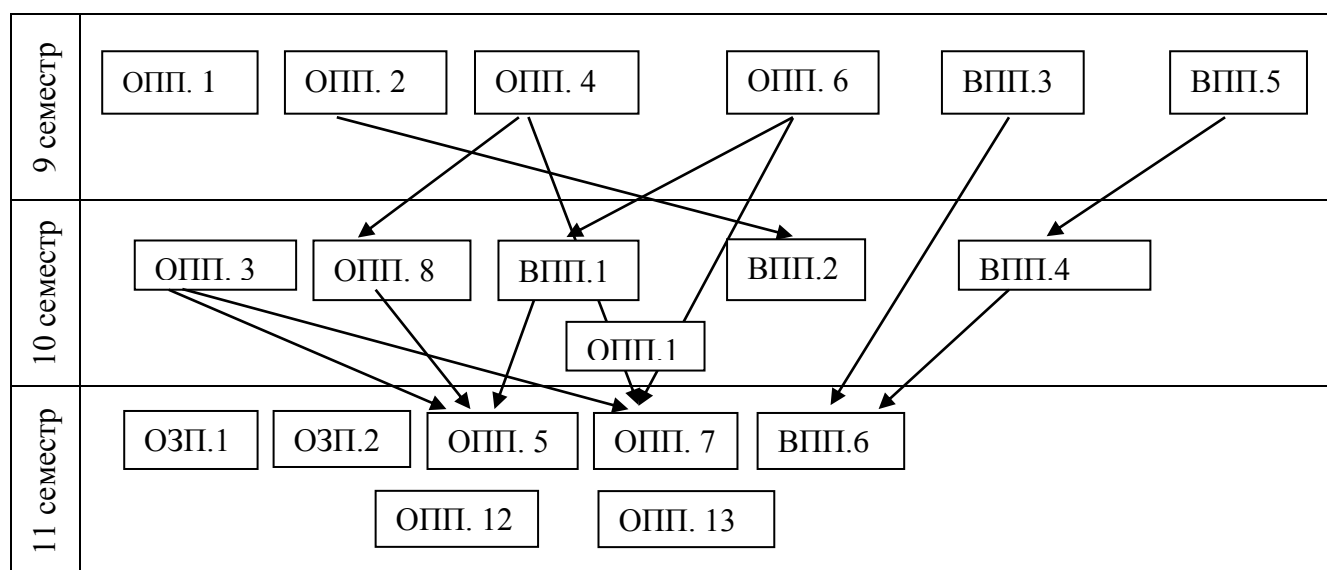 9 семестр
ОПП. 1 ОПП. 2 ОПП. 4 ОПП. 6 ВПП.3 ВПП.5
10 семестр
ОПП. 3 ОПП. 8 ВПП.1 ВПП.2 ВПП.4
ОПП.1
11 семестр
ОЗП.1 ОЗП.2 ОПП. 5 ОПП. 7 ВПП.6
ОПП. 12 ОПП. 13